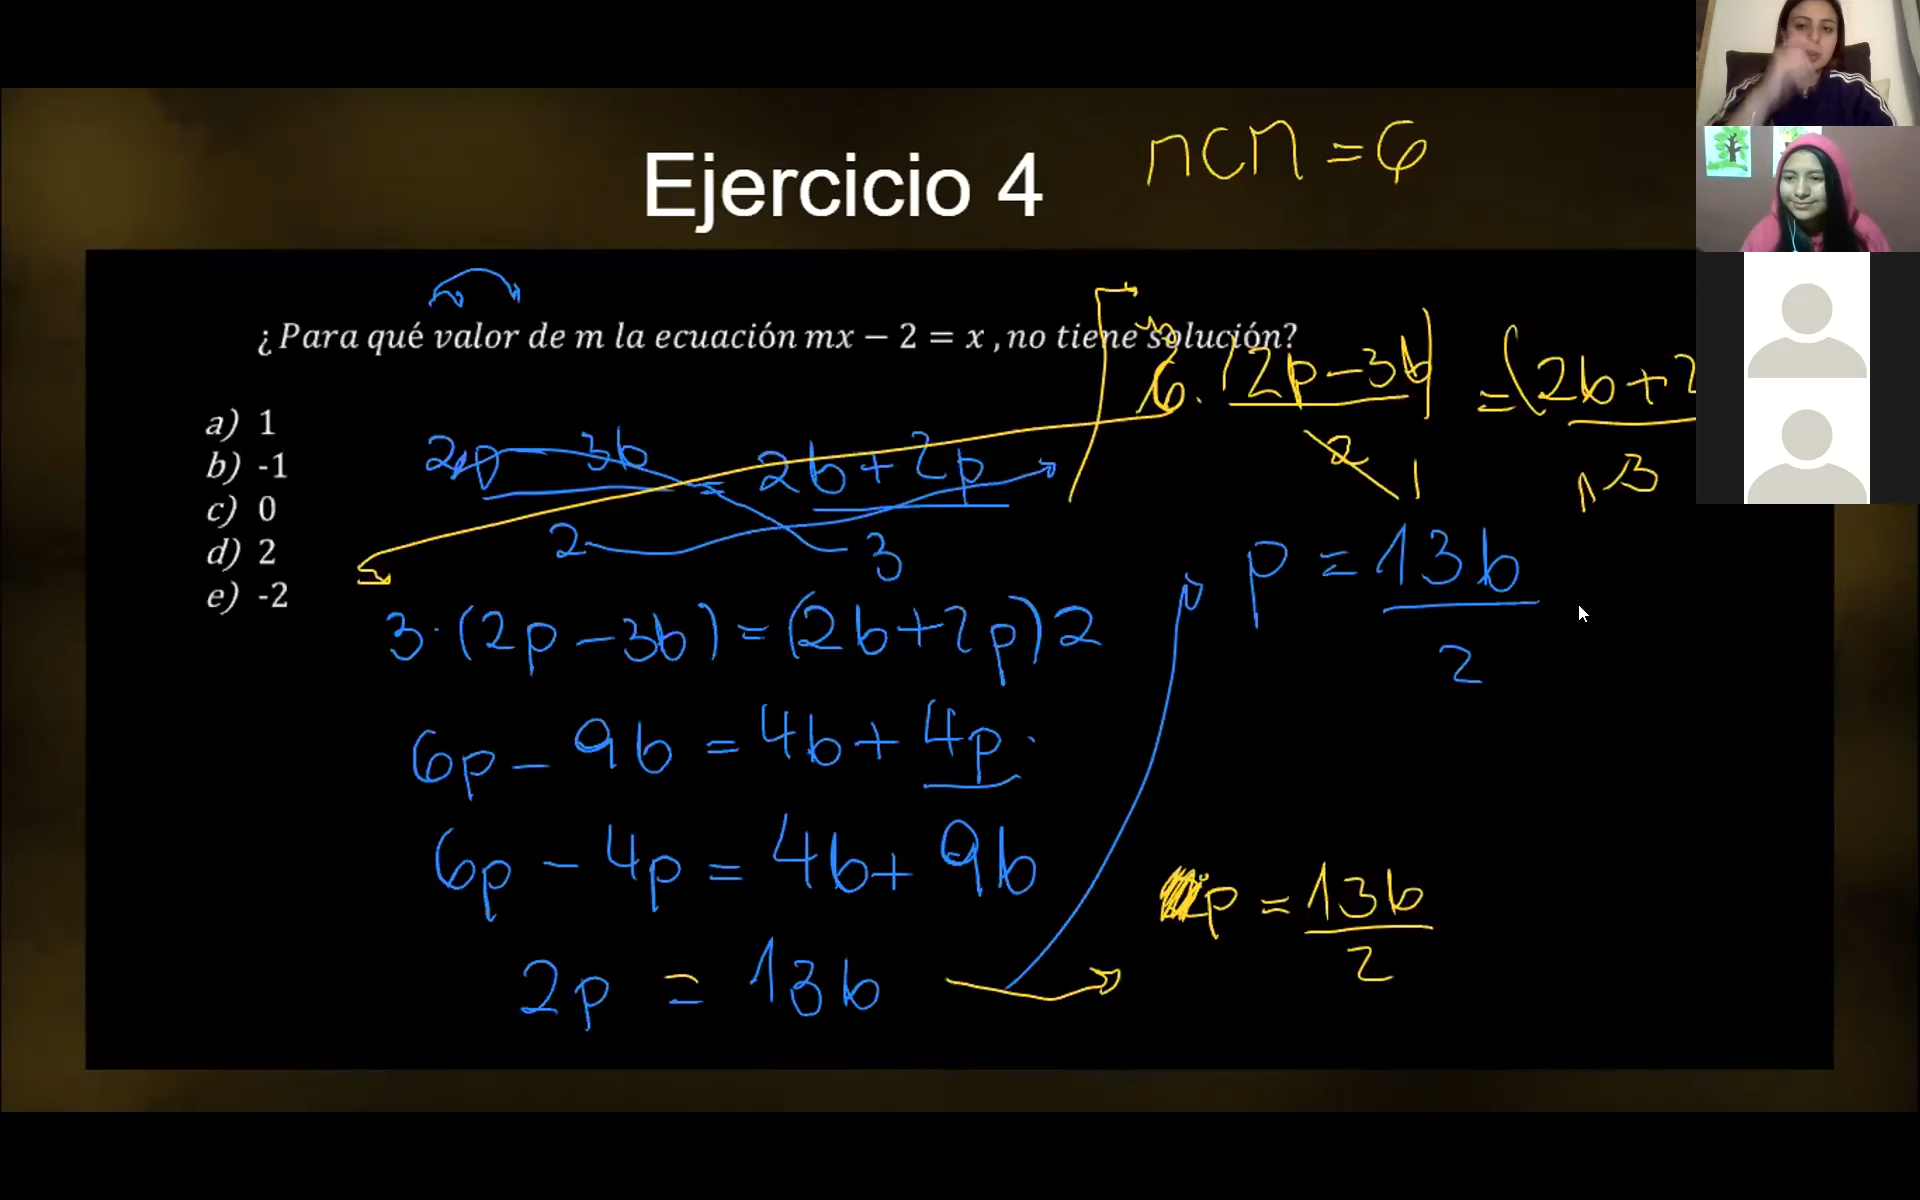 Ejercicio 4
mcm = 6
¿Para qué valor de m la ecuación mx − 2 = x , no tiene solución?
a) 1
b) -1
c) 0
d) 2
e) -2
2p − 3b = 2b + 2p
2 3
3·(2p − 3b) = (2b + 2p)2
6p − 9b = 4b + 4p
6p − 4p = 4b + 9b
2p = 13b
6·(2p − 3b) = (2b + 2
2 1 3
p = 13b
2
p = 13b
2